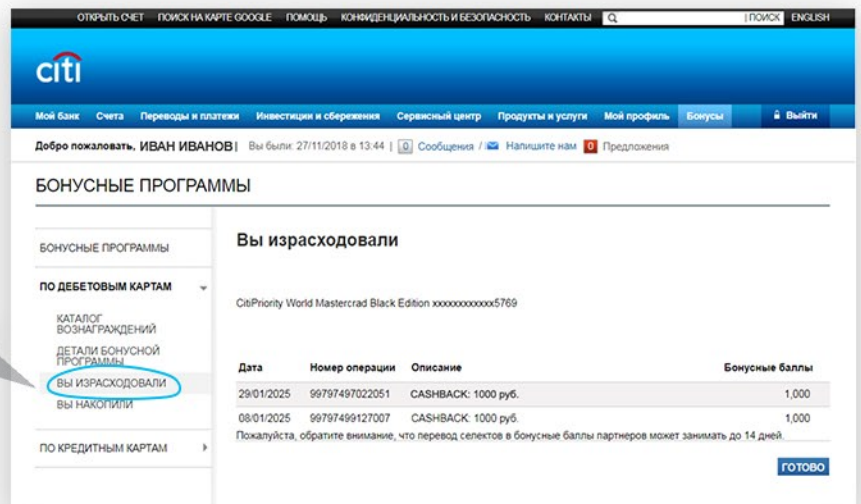 ОТКРЫТЬ СЧЕТ ПОИСК НА КАРТЕ GOOGLE ПОМОЩЬ КОНФИДЕНЦИАЛЬНОСТЬ И БЕЗОПАСНОСТЬ КОНТАКТЫ | ПОИСК ENGLISH
citi
Мой банк Счета Переводы и платежи Инвестиции и сбережения Сервисный центр Продукты и услуги Мой профиль Бонусы Выйти
Добро пожаловать, ИВАН ИВАНОВ | Вы были: 27/11/2018 в 13:44 | 0 Сообщения / Напишите нам 0 Предложения
БОНУСНЫЕ ПРОГРАММЫ
БОНУСНЫЕ ПРОГРАММЫ
ПО ДЕБЕТОВЫМ КАРТАМ
КАТАЛОГ
ВОЗНАГРАЖДЕНИЙ
ДЕТАЛИ БОНУСНОЙ
ПРОГРАММЫ
ВЫ ИЗРАСХОДОВАЛИ
ВЫ НАКОПИЛИ
ПО КРЕДИТНЫМ КАРТАМ
Вы израсходовали
CitiPriority World Mastercrad Black Edition xxxxxxxxxxxx5769
Дата Номер операции Описание Бонусные баллы
29/01/2025 99797497022051 CASHBACK: 1000 руб. 1,000
08/01/2025 99797499127007 CASHBACK: 1000 руб. 1,000
Пожалуйста, обратите внимание, что перевод селектов в бонусные баллы партнеров может занимать до 14 дней.
ГОТОВО